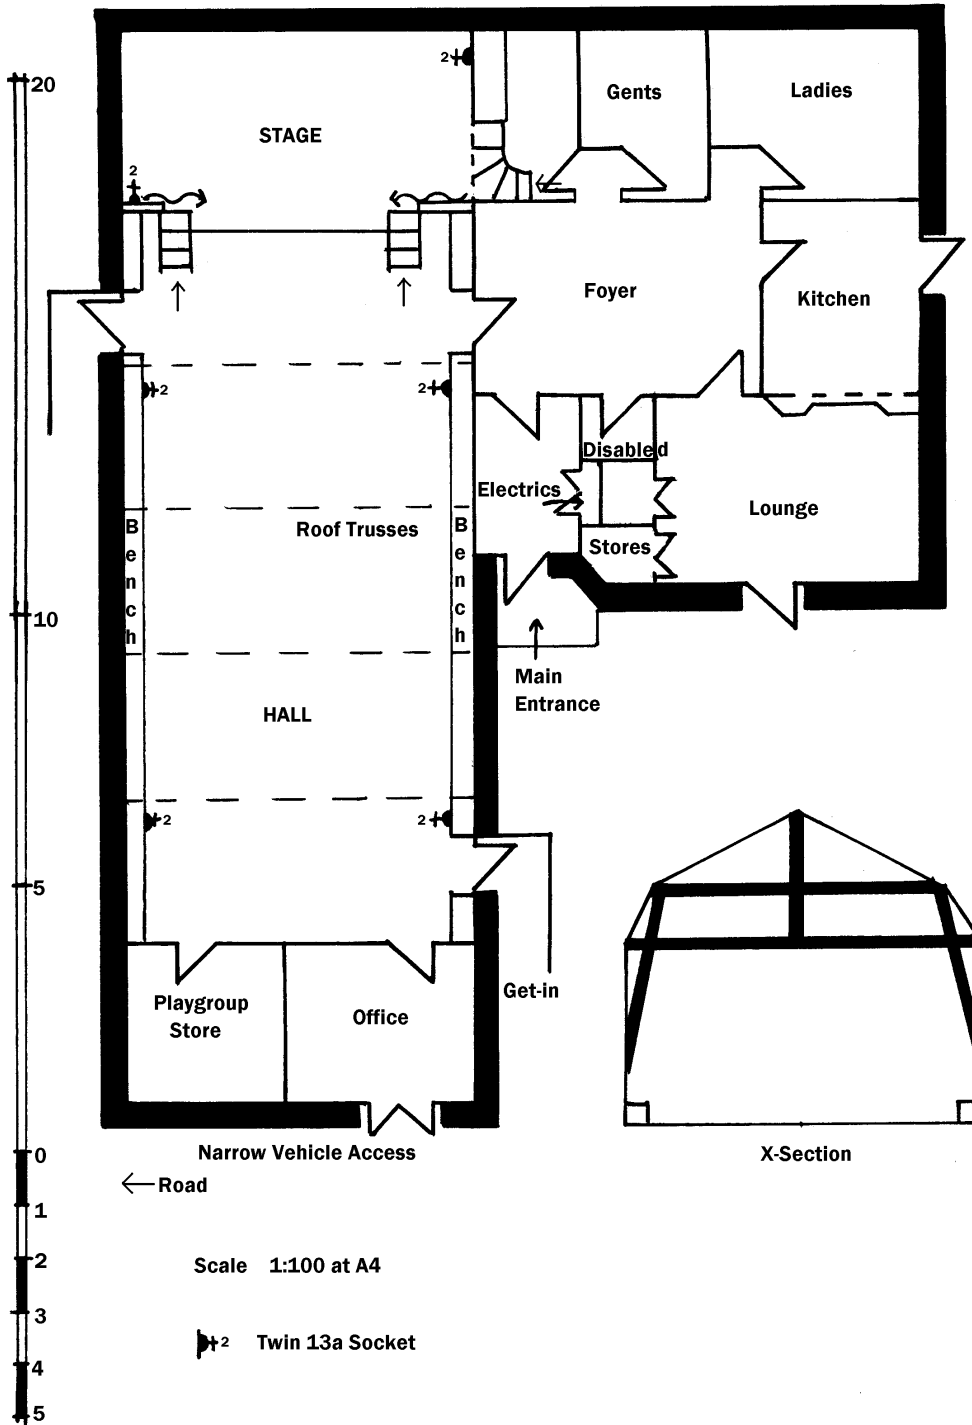 20
2
Gents
Ladies
STAGE
2
Foyer
Kitchen
2
2
Disabled
Electrics
Lounge
Roof Trusses
Bench
Bench
Stores
10
Main
Entrance
HALL
2
2
5
Playgroup
Store
Office
Get-in
0
Narrow Vehicle Access
X-Section
Road
1
2
Scale 1:100 at A4
3
2 Twin 13a Socket
4
5